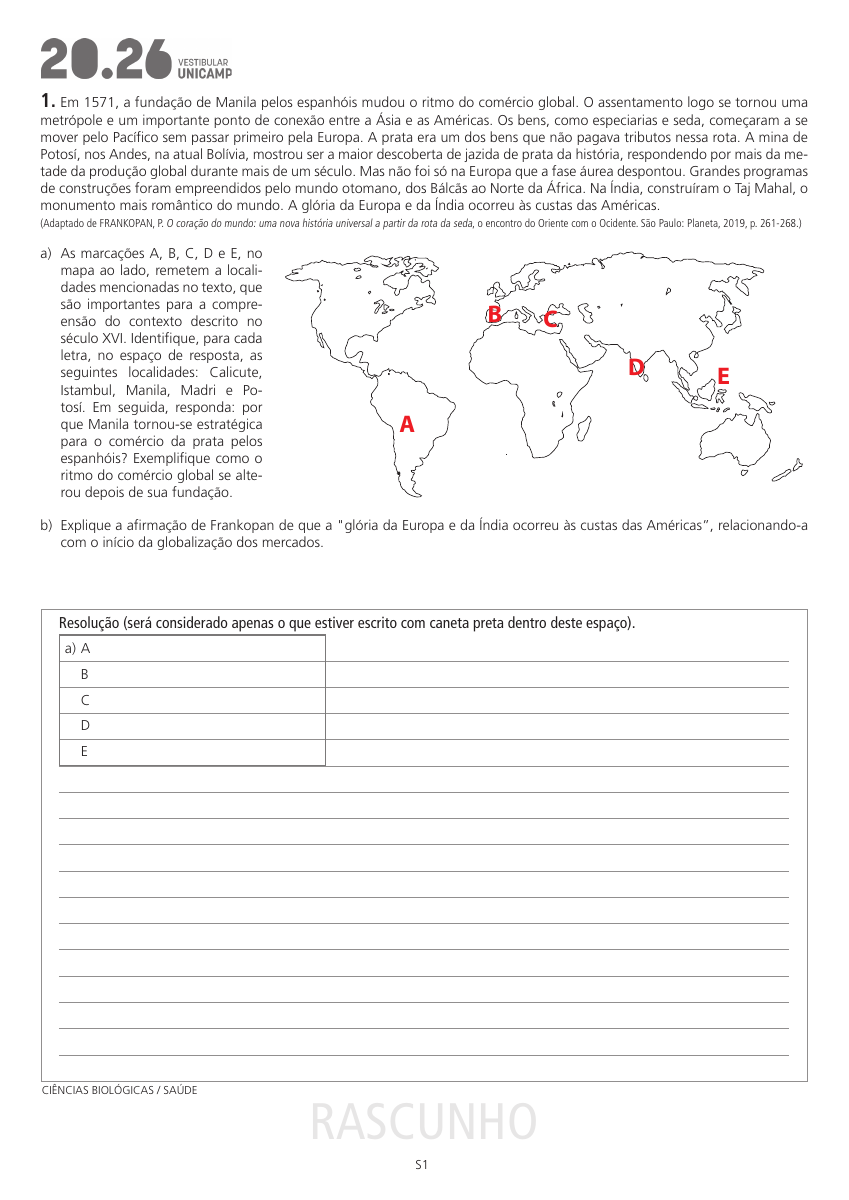 20.26 VESTIBULAR
UNICAMP
1. Em 1571, a fundação de Manila pelos espanhóis mudou o ritmo do comércio global. O assentamento logo se tornou uma
metrópole e um importante ponto de conexão entre a Ásia e as Américas. Os bens, como especiarias e seda, começaram a se
mover pelo Pacífico sem passar primeiro pela Europa. A prata era um dos bens que não pagava tributos nessa rota. A mina de
Potosí, nos Andes, na atual Bolívia, mostrou ser a maior descoberta de jazida de prata da história, respondendo por mais da me-
tade da produção global durante mais de um século. Mas não foi só na Europa que a fase áurea despontou. Grandes programas
de construções foram empreendidos pelo mundo otomano, dos Bálcãs ao Norte da África. Na Índia, construíram o Taj Mahal, o
monumento mais romântico do mundo. A glória da Europa e da Índia ocorreu às custas das Américas.
(Adaptado de FRANKOPAN, P. O coração do mundo: uma nova história universal a partir da rota da seda, o encontro do Oriente com o Ocidente. São Paulo: Planeta, 2019, p. 261-268.)
a) As marcações A, B, C, D e E, no
mapa ao lado, remetem a locali-
dades mencionadas no texto, que
são importantes para a compre-
ensão do contexto descrito no
século XVI. Identifique, para cada
letra, no espaço de resposta, as
seguintes localidades: Calicute,
Istambul, Manila, Madri e Po-
tosí. Em seguida, responda: por
que Manila tornou-se estratégica
para o comércio da prata pelos
espanhóis? Exemplifique como o
ritmo do comércio global se alte-
rou depois de sua fundação.
B
C
D
E
A
b) Explique a afirmação de Frankopan de que a "glória da Europa e da Índia ocorreu às custas das Américas”, relacionando-a
com o início da globalização dos mercados.
Resolução (será considerado apenas o que estiver escrito com caneta preta dentro deste espaço).
a) A
B
C
D
E
CIÊNCIAS BIOLÓGICAS / SAÚDE
RASCUNHO
S1